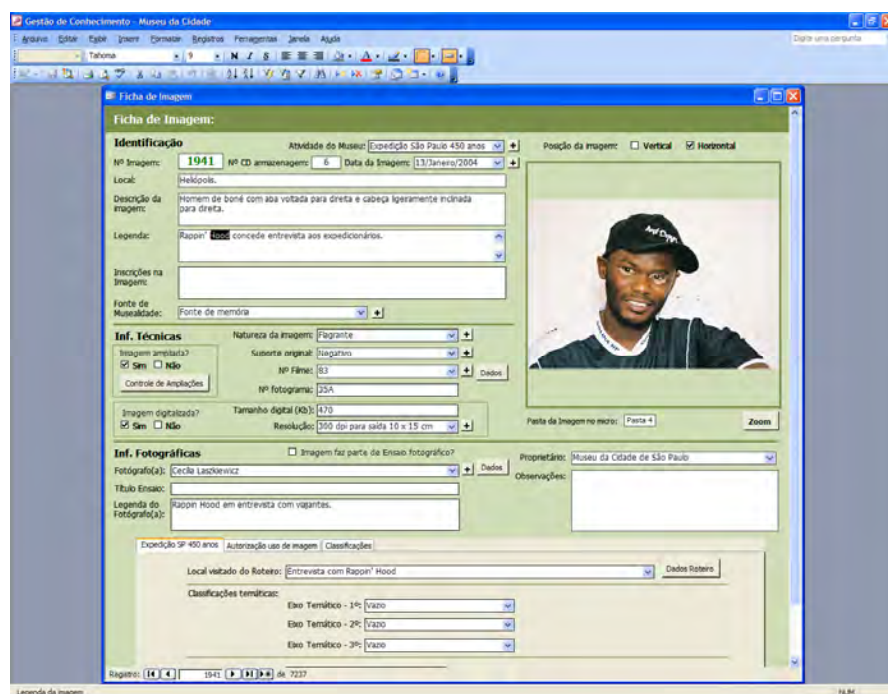 Gestão de Conhecimento - Museu da Cidade
Arquivo Editar Exibir Inserir Formatar Registros Ferramentas Janela Ajuda
Digite uma pergunta
Tahoma 9 N I S
Ficha de Imagem
Ficha de Imagem:
Identificação
Atividade do Museu: Expedição São Paulo 450 anos
Posição da imagem: Vertical Horizontal
Nº Imagem: 1941 Nº CD armazenagem: 6 Data da Imagem: 13/Janeiro/2004
Local: Heliópolis.
Descrição da imagem: Homem de boné com aba voltada para direita e cabeça ligeiramente inclinada
para direita.
Legenda: Rappin' Hood concede entrevista aos expedicionários.
Inscrições na
Imagem:
Fonte de
Musealidade: Fonte de memória
Inf. Técnicas
Natureza da imagem: Flagrante
Imagem ampliada?
Suporte original: Negativo
Sim Não
Nº Filme: 83 Dados
Controle de Ampliações
Nº fotograma: 35A
Imagem digitalizada?
Tamanho digital (Kb): 470
Sim Não
Resolução: 300 dpi para saída 10 x 15 cm
Pasta da Imagem no micro: Pasta 4 Zoom
Inf. Fotográficas
Imagem faz parte de Ensaio fotográfico?
Proprietário: Museu da Cidade de São Paulo
Fotógrafo(a): Cecília Laszkiewicz Dados
Observações:
Título Ensaio:
Legenda do
Fotógrafo(a): Rappin Hood em entrevista com viajantes.
Expedição SP 450 anos Autorização uso de imagem Classificações
Local visitado do Roteiro: Entrevista com Rappin' Hood Dados Roteiro
Classificações temáticas:
Eixo Temático - 1º: Vazio
Eixo Temático - 2º: Vazio
Eixo Temático - 3º: Vazio
Registro: 1941 de 7237
Legenda da imagem